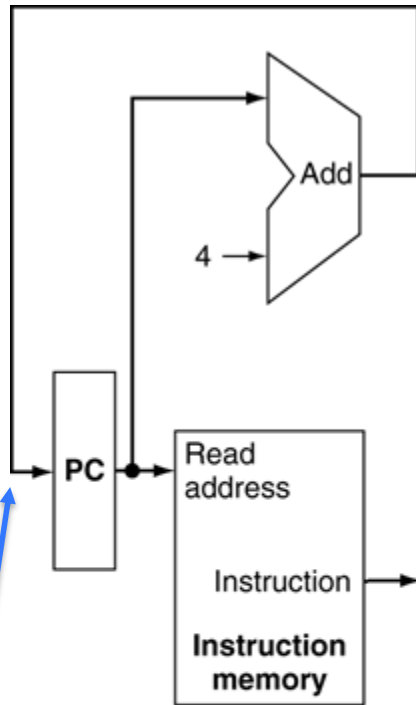 Add
4
PC
Read
address
Instruction
Instruction
memory